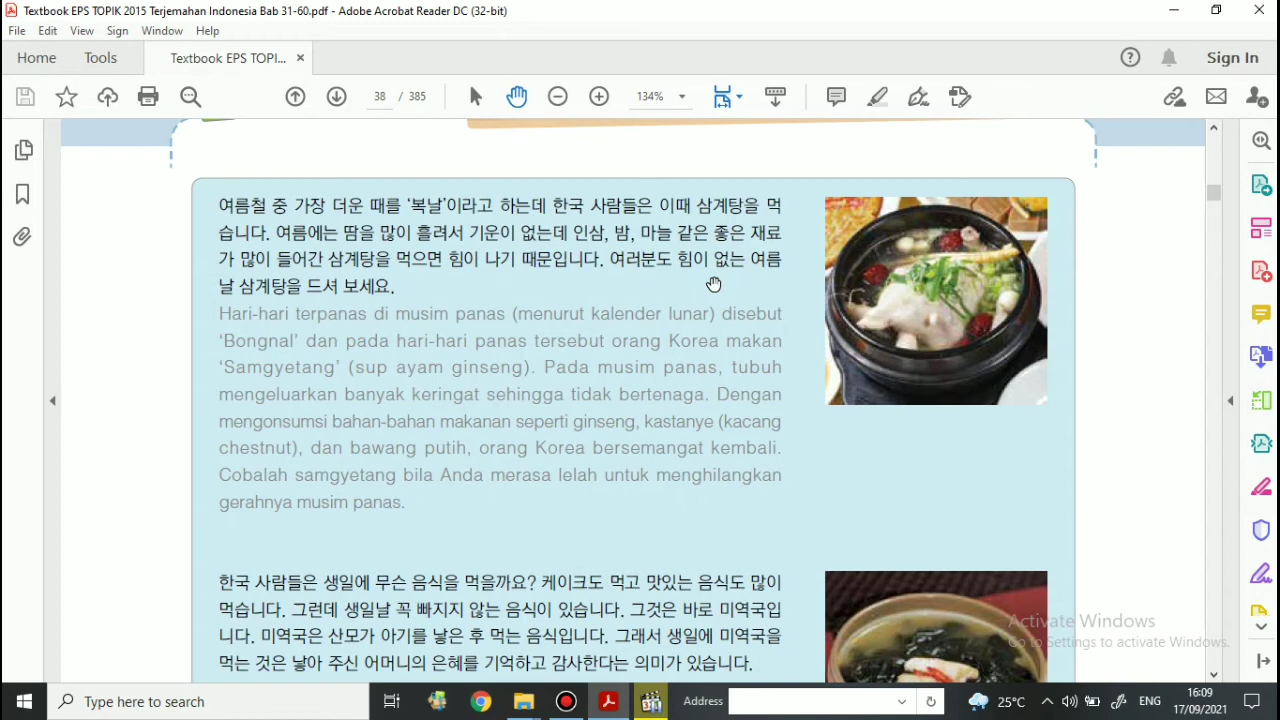 Textbook EPS TOPIK 2015 Terjemahan Indonesia Bab 31-60.pdf - Adobe Acrobat Reader DC (32-bit)
File Edit View Sign Window Help
Home Tools Textbook EPS TOPI... Sign In
38 / 385 134%
여름철 중 가장 더운 때를 ‘복날’이라고 하는데 한국 사람들은 이때 삼계탕을 먹
습니다. 여름에는 땀을 많이 흘려서 기운이 없는데 인삼, 밤, 마늘 같은 좋은 재료
가 많이 들어간 삼계탕을 먹으면 힘이 나기 때문입니다. 여러분도 힘이 없는 여름
날 삼계탕을 드셔 보세요.
Hari-hari terpanas di musim panas (menurut kalender lunar) disebut
‘Bongnal’ dan pada hari-hari panas tersebut orang Korea makan
‘Samgyetang’ (sup ayam ginseng). Pada musim panas, tubuh
mengeluarkan banyak keringat sehingga tidak bertenaga. Dengan
mengonsumsi bahan-bahan makanan seperti ginseng, kastanye (kacang
chestnut), dan bawang putih, orang Korea bersemangat kembali.
Cobalah samgyetang bila Anda merasa lelah untuk menghilangkan
gerahnya musim panas.
한국 사람들은 생일에 무슨 음식을 먹을까요? 케이크도 먹고 맛있는 음식도 많이
먹습니다. 그런데 생일날 꼭 빠지지 않는 음식이 있습니다. 그것은 바로 미역국입
니다. 미역국은 산모가 아기를 낳은 후 먹는 음식입니다. 그래서 생일에 미역국을
먹는 것은 낳아 주신 어머니의 은혜를 기억하고 감사한다는 의미가 있습니다.
Activate Windows
Go to Settings to activate Windows.
Type here to search Address 25°C ENG 16:09
17/09/2021